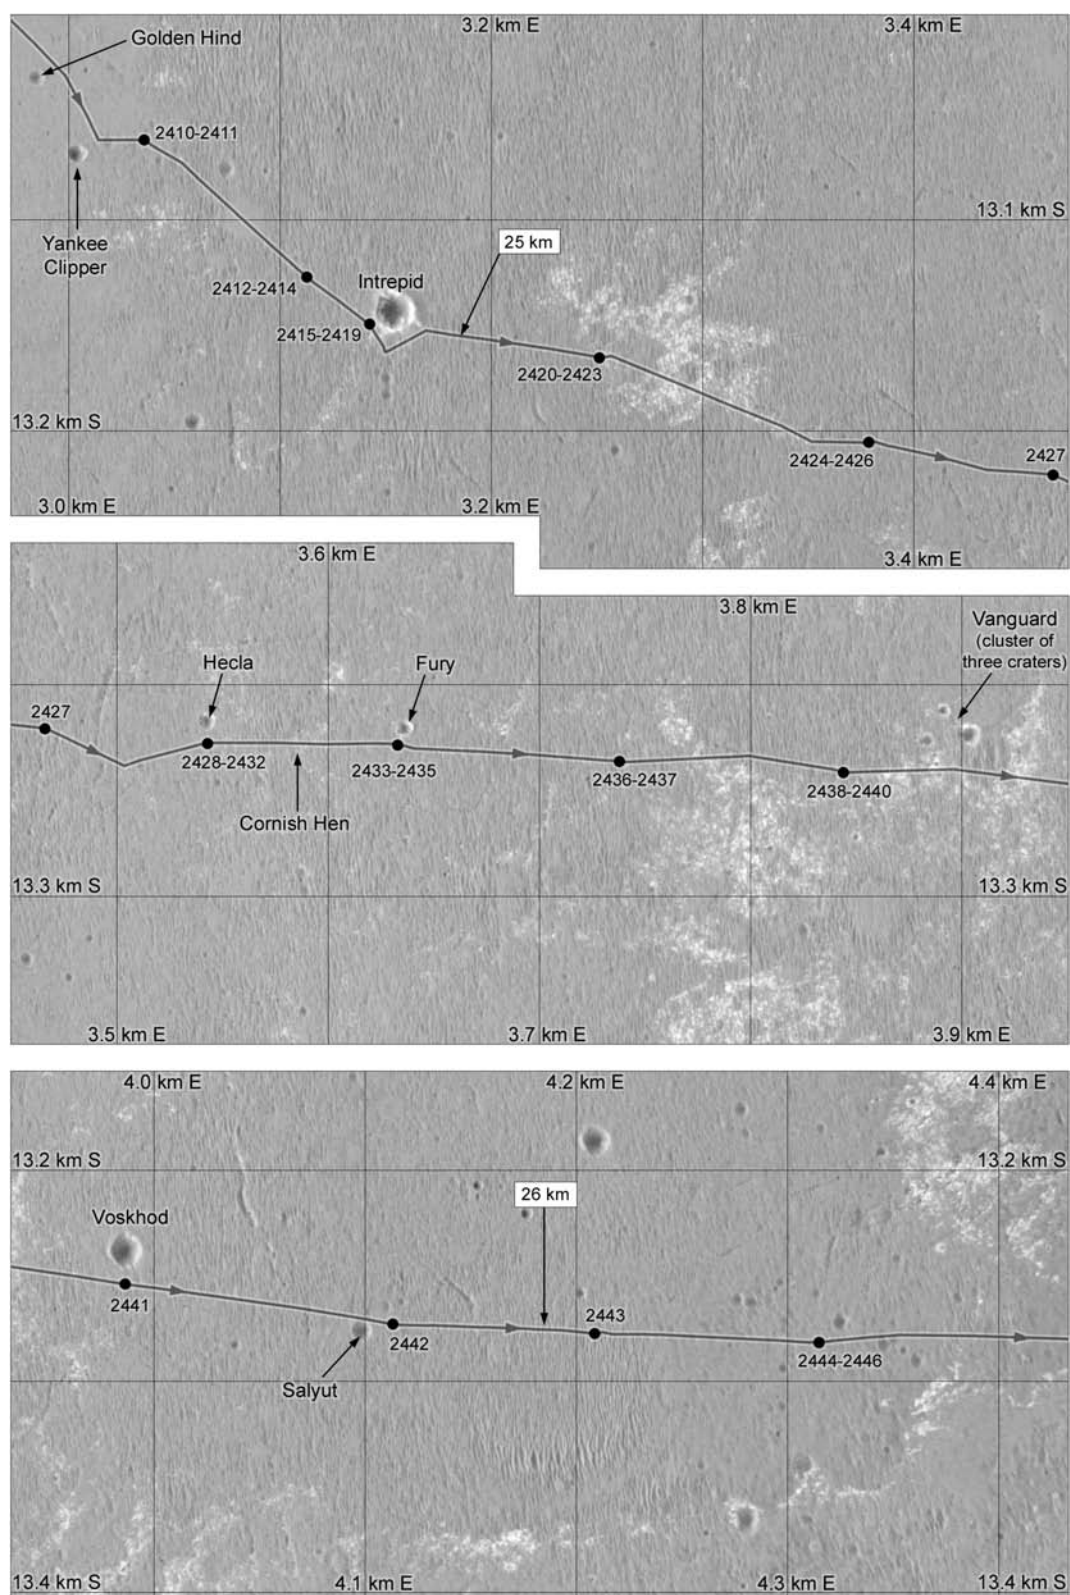 3.2 km E
3.4 km E
Golden Hind
2410-2411
13.1 km S
Yankee
Clipper
25 km
2412-2414
Intrepid
2415-2419
2420-2423
13.2 km S
2424-2426
2427
3.0 km E
3.2 km E
3.4 km E
3.6 km E
3.8 km E
Vanguard
(cluster of
three craters)
Hecla
Fury
2427
2428-2432
2433-2435
2436-2437
2438-2440
Cornish Hen
13.3 km S
13.3 km S
3.5 km E
3.7 km E
3.9 km E
4.0 km E
4.2 km E
4.4 km E
13.2 km S
13.2 km S
26 km
Voskhod
2441
2442
2443
2444-2446
Salyut
13.4 km S
4.1 km E
4.3 km E
13.4 km S